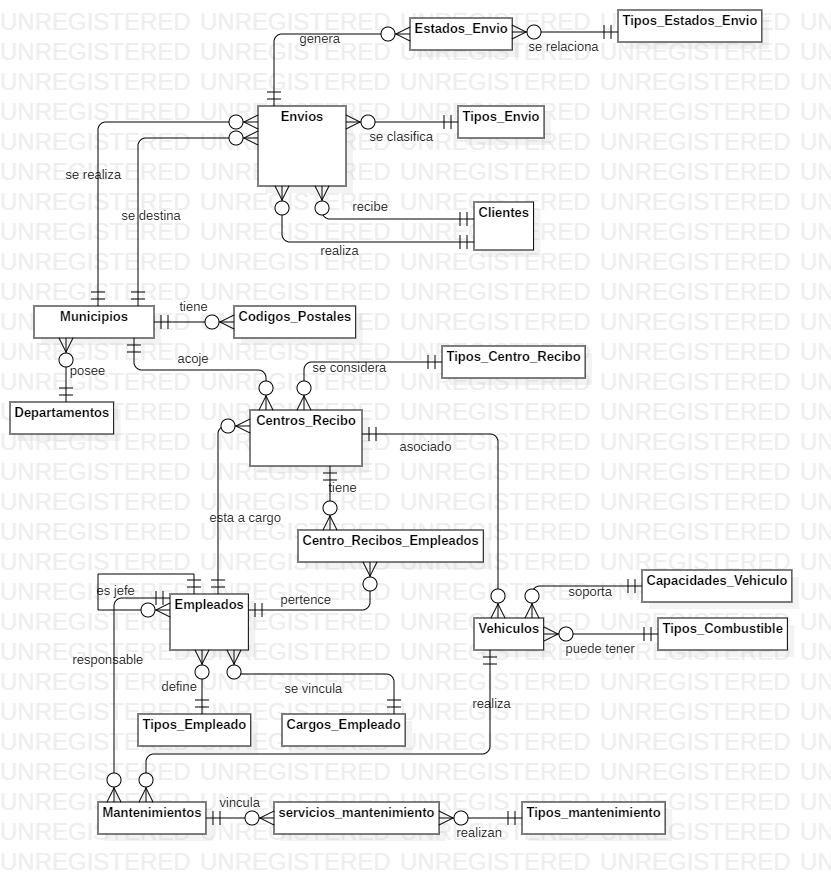 Tipos_Estados_Envio
Estados_Envio
genera
se relaciona
Envios
Tipos_Envio
se clasifica
se realiza
recibe
Clientes
se destina
realiza
tiene
Municipios
Codigos_Postales
acoje
Tipos_Centro_Recibo
posee
se considera
Departamentos
Centros_Recibo
asociado
tiene
esta a cargo
Centro_Recibos_Empleados
Capacidades_Vehiculo
es jefe
soporta
Empleados
pertence
Vehiculos
Tipos_Combustible
puede tener
responsable
define
se vincula
realiza
Tipos_Empleado
Cargos_Empleado
vincula
Mantenimientos
servicios_mantenimiento
Tipos_mantenimiento
realizan
UNREGISTERED